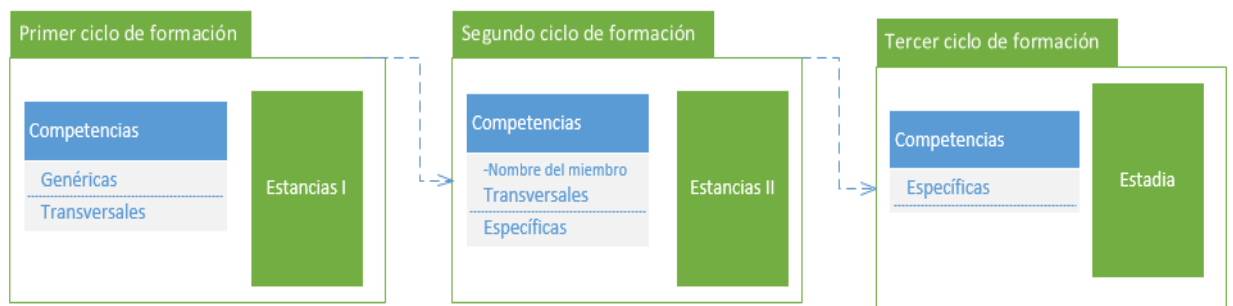 Primer ciclo de formación
Competencias
Genéricas
Transversales
Estancias I
Segundo ciclo de formación
Competencias
-Nombre del miembro
Transversales
Específicas
Estancias II
Tercer ciclo de formación
Competencias
Específicas
Estadia